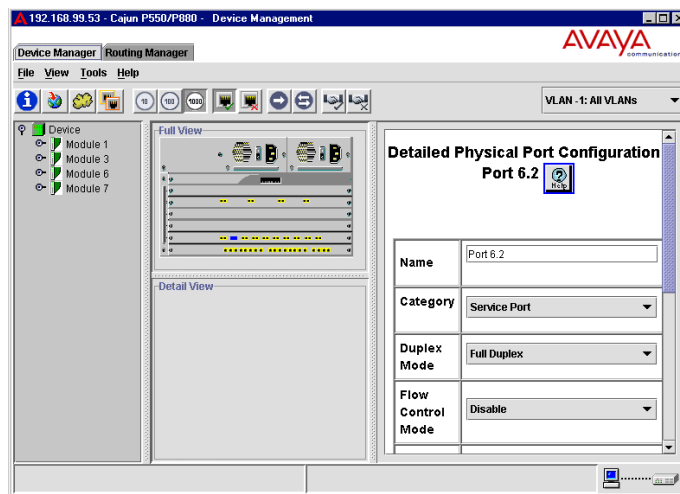 192.168.99.53 - Cajun P550/P880 - Device Management
AVAYA
communication
Device Manager Routing Manager
File View Tools Help
10 100 1000
VLAN -1: All VLANs
Device
Module 1
Module 3
Module 6
Module 7
Full View
Detail View
Detailed Physical Port Configuration
Port 6.2 Help
Name Port 6.2
Category Service Port
Duplex
Mode
Full Duplex
Flow
Control
Mode
Disable